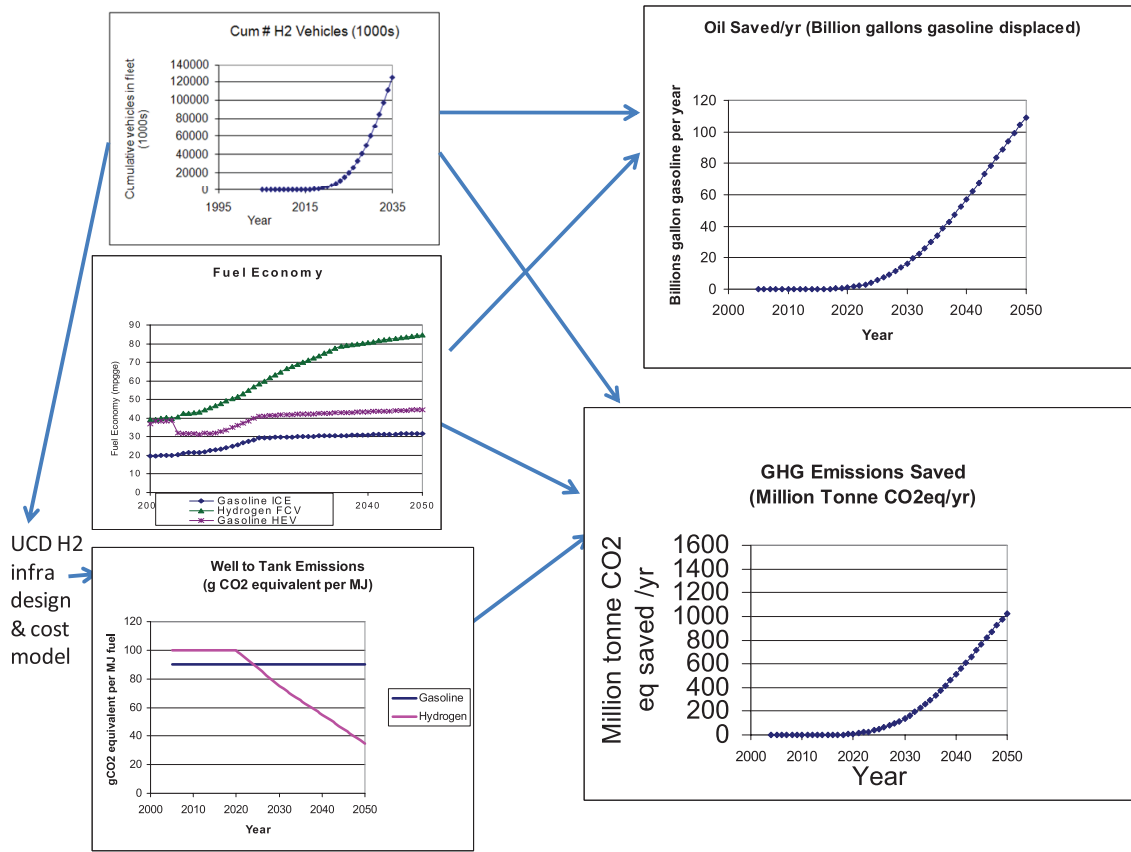 Cum # H2 Vehicles (1000s)
Cumulative vehicles in fleet
(1000s)
140000
120000
100000
80000
60000
40000
20000
0
1995
2015
2035
Year
Fuel Economy
Fuel Economy (mpgge)
90
80
70
60
50
40
30
20
10
0
200
2040
2050
Gasoline ICE
Hydrogen FCV
Gasoline HEV
UCD H2
infra
design
& cost
model
Well to Tank Emissions
(g CO2 equivalent per MJ)
gCO2 equivalent per MJ fuel
120
100
80
60
40
20
0
2000
2010
2020
2030
2040
2050
Year
Gasoline
Hydrogen
Oil Saved/yr (Billion gallons gasoline displaced)
Billions gallon gasoline per year
120
100
80
60
40
20
0
2000
2010
2020
2030
2040
2050
Year
GHG Emissions Saved
(Million Tonne CO2eq/yr)
Million tonne CO2
eq saved /yr
1600
1400
1200
1000
800
600
400
200
0
2000
2010
2020
2030
2040
2050
Year